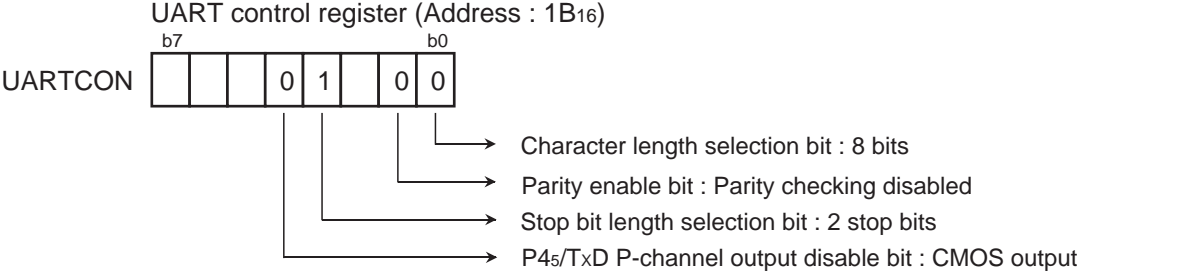 UART control register (Address : 1B16)
b7 b0
UARTCON 0 1 0 0
Character length selection bit : 8 bits
Parity enable bit : Parity checking disabled
Stop bit length selection bit : 2 stop bits
P45/TxD P-channel output disable bit : CMOS output